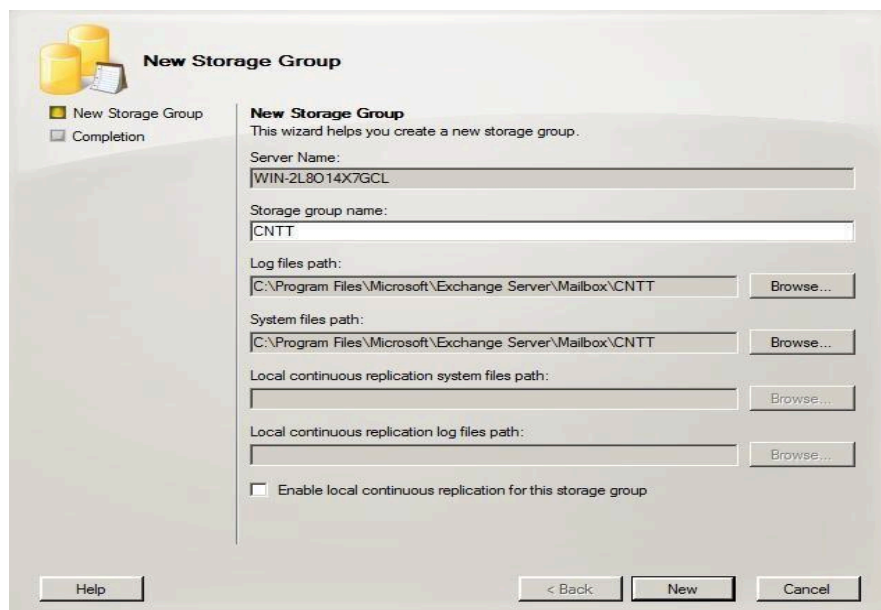 New Storage Group
New Storage Group
Completion
New Storage Group
This wizard helps you create a new storage group.
Server Name:
WIN-2L8O14X7GCL
Storage group name:
CNTT
Log files path:
C:\Program Files\Microsoft\Exchange Server\Mailbox\CNTT
Browse...
System files path:
C:\Program Files\Microsoft\Exchange Server\Mailbox\CNTT
Browse...
Local continuous replication system files path:
Browse...
Local continuous replication log files path:
Browse...
Enable local continuous replication for this storage group
Help
< Back
New
Cancel